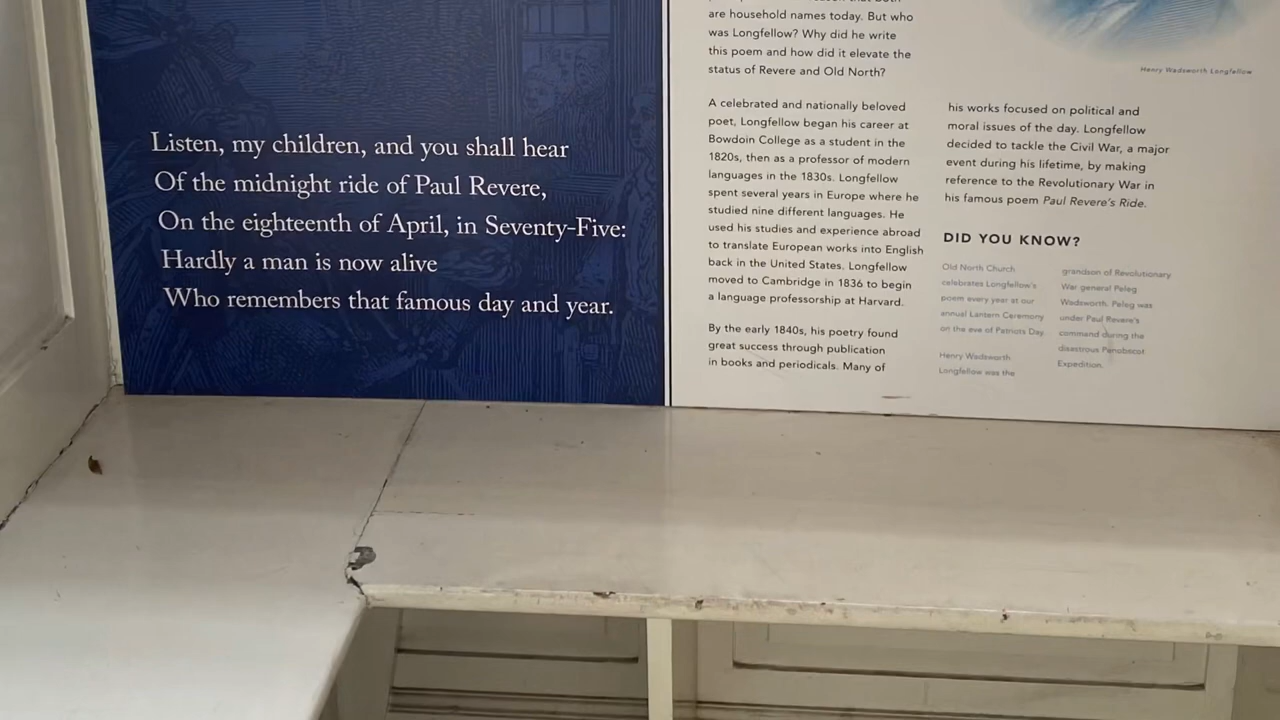 Listen, my children, and you shall hear
Of the midnight ride of Paul Revere,
On the eighteenth of April, in Seventy-Five:
Hardly a man is now alive
Who remembers that famous day and year.
are household names today. But who
was Longfellow? Why did he write
this poem and how did it elevate the
status of Revere and Old North?
A celebrated and nationally beloved
poet, Longfellow began his career at
Bowdoin College as a student in the
1820s, then as a professor of modern
languages in the 1830s. Longfellow
spent several years in Europe where he
studied nine different languages. He
used his studies and experience abroad
to translate European works into English
back in the United States. Longfellow
moved to Cambridge in 1836 to begin
a language professorship at Harvard.
By the early 1840s, his poetry found
great success through publication
in books and periodicals. Many of
Henry Wadsworth Longfellow
his works focused on political and
moral issues of the day. Longfellow
decided to tackle the Civil War, a major
event during his lifetime, by making
reference to the Revolutionary War in
his famous poem Paul Revere's Ride.
DID YOU KNOW?
Old North Church
celebrates Longfellow's
poem every year at our
annual Lantern Ceremony
on the eve of Patriots Day
Henry Wadsworth
Longfellow was the
grandson of Revolutionary
War general Peleg
Wadsworth. Peleg was
under Paul Revere's
command during the
disastrous Penobscot
Expedition.